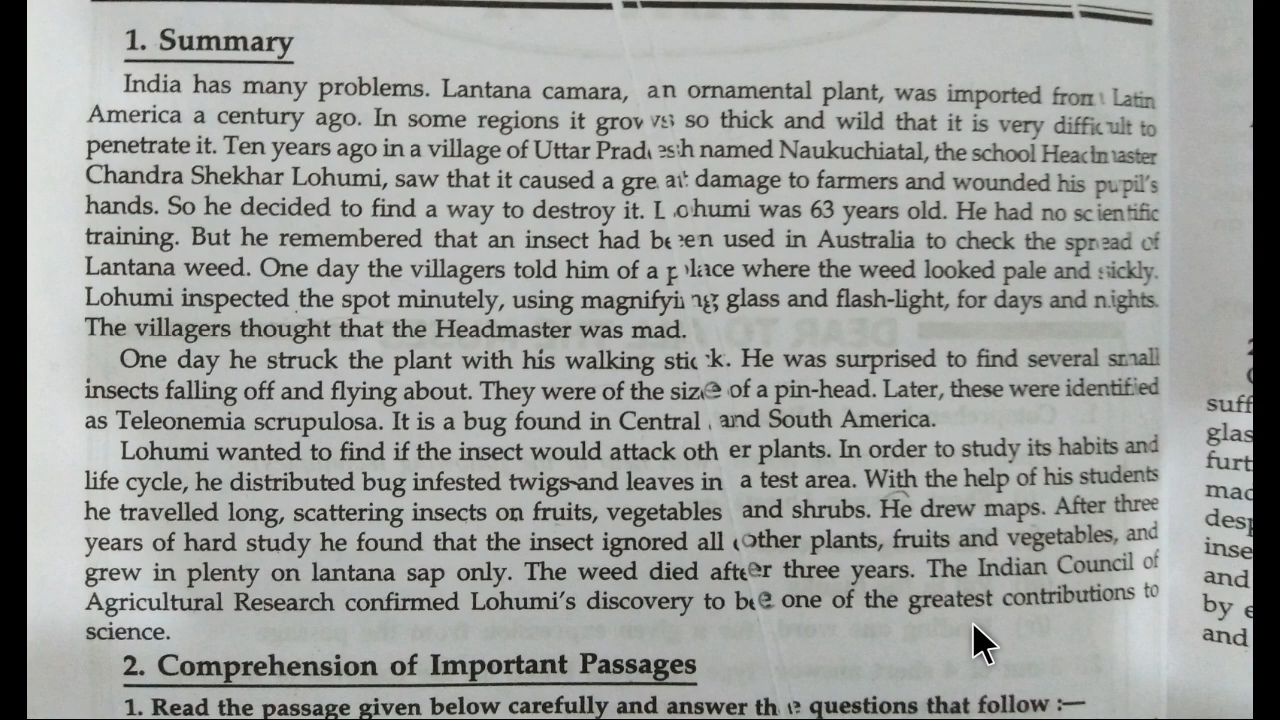 1. Summary
India has many problems. Lantana camara, an ornamental plant, was imported from Latin
America a century ago. In some regions it grows so thick and wild that it is very difficult to
penetrate it. Ten years ago in a village of Uttar Pradesh named Naukuchiatal, the school Headmaster
Chandra Shekhar Lohumi, saw that it caused a great damage to farmers and wounded his pupil's
hands. So he decided to find a way to destroy it. Lohumi was 63 years old. He had no scientific
training. But he remembered that an insect had been used in Australia to check the spread of
Lantana weed. One day the villagers told him of a place where the weed looked pale and sickly.
Lohumi inspected the spot minutely, using magnifying glass and flash-light, for days and nights.
The villagers thought that the Headmaster was mad.
One day he struck the plant with his walking stick. He was surprised to find several small
insects falling off and flying about. They were of the size of a pin-head. Later, these were identified
as Teleonemia scrupulosa. It is a bug found in Central and South America.
Lohumi wanted to find if the insect would attack other plants. In order to study its habits and
life cycle, he distributed bug infested twigs and leaves in a test area. With the help of his students
he travelled long, scattering insects on fruits, vegetables and shrubs. He drew maps. After three
years of hard study he found that the insect ignored all other plants, fruits and vegetables, and
grew in plenty on lantana sap only. The weed died after three years. The Indian Council of
Agricultural Research confirmed Lohumi's discovery to be one of the greatest contributions to
science.
2. Comprehension of Important Passages
1. Read the passage given below carefully and answer the questions that follow :—
suff
glas
furt
mad
desp
inse
and
by e
and